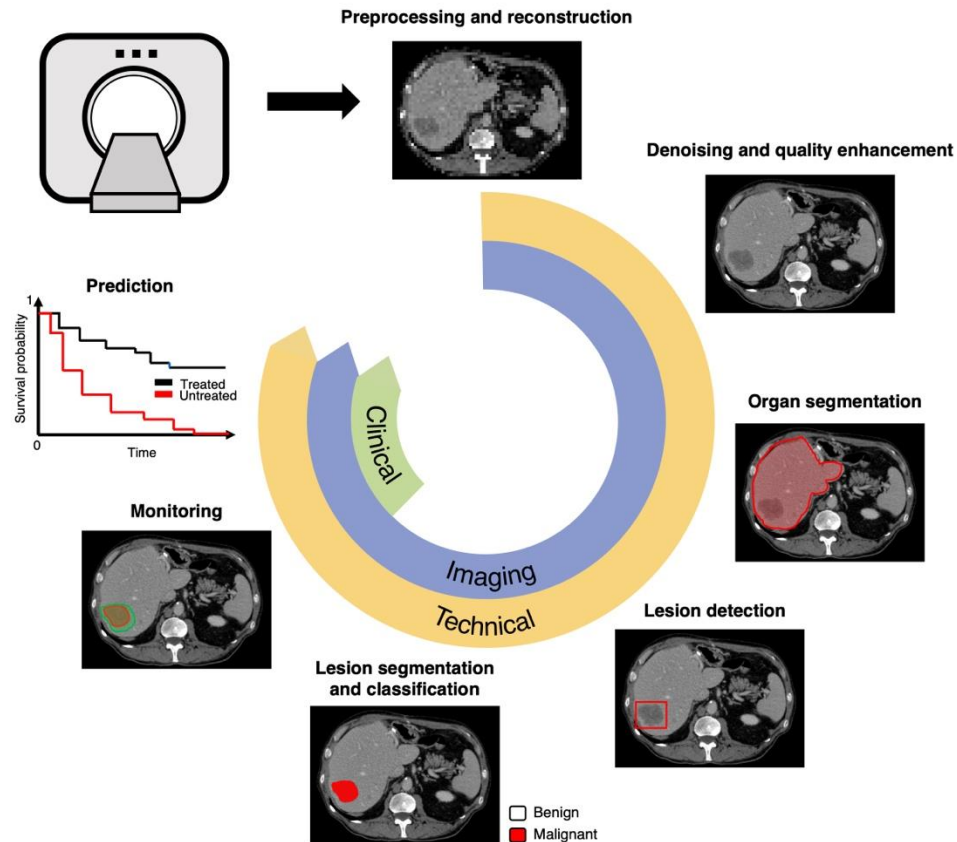 Preprocessing and reconstruction
Denoising and quality enhancement
Organ segmentation
Lesion detection
Lesion segmentation
and classification
Benign
Malignant
Monitoring
Prediction
1
Survival probability
Treated
Untreated
0
Time
Clinical
Imaging
Technical